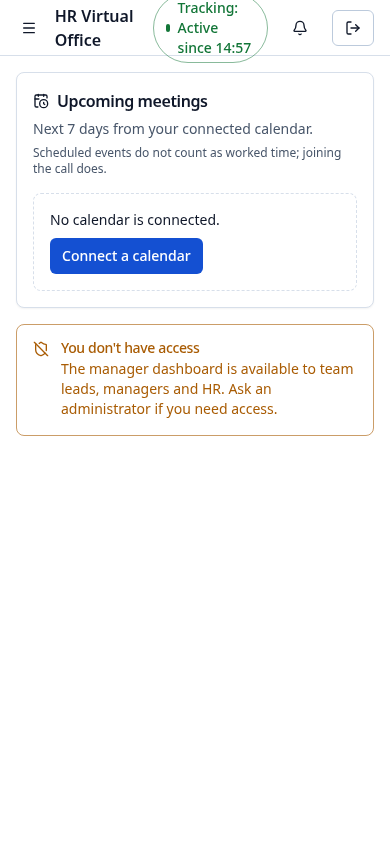 HR Virtual
Office
Tracking:
Active
since 14:57
Upcoming meetings
Next 7 days from your connected calendar.
Scheduled events do not count as worked time; joining
the call does.
No calendar is connected.
Connect a calendar
You don't have access
The manager dashboard is available to team
leads, managers and HR. Ask an
administrator if you need access.